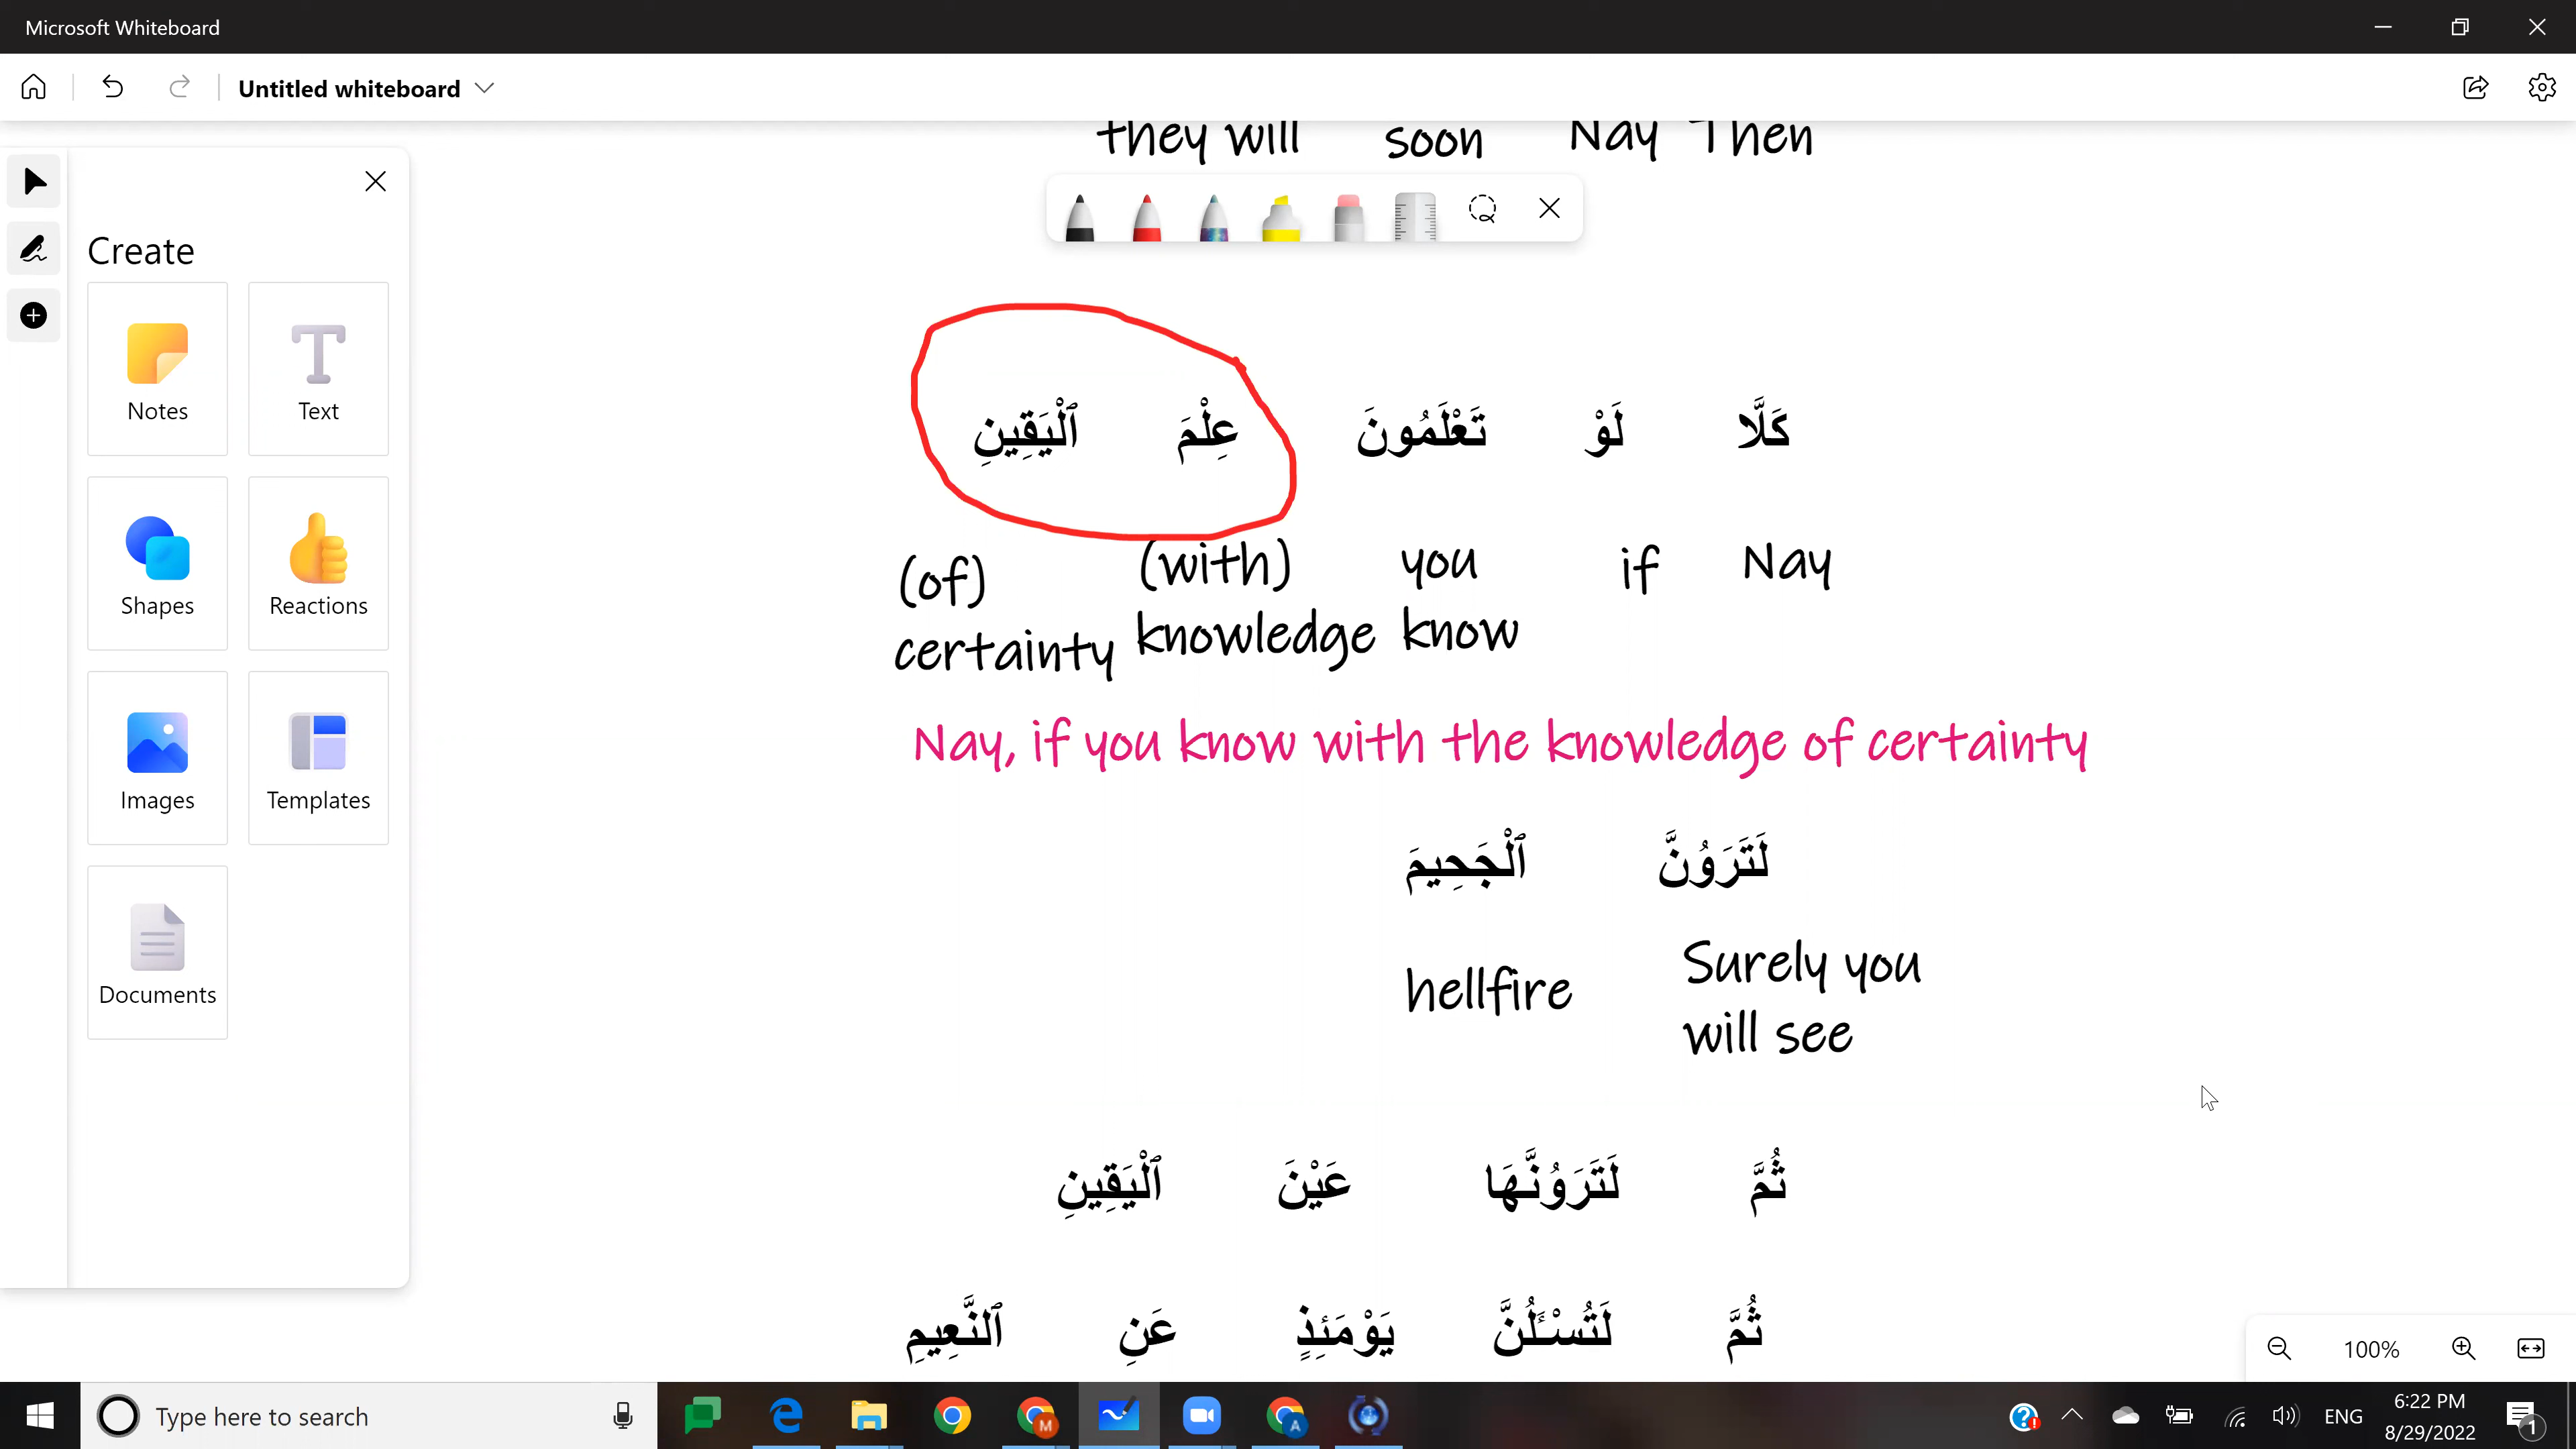 Microsoft Whiteboard
Untitled whiteboard
they will soon Nay Then
Create
Notes Text
Shapes Reactions
Images Templates
Documents
كَلَّا لَوْ تَعْلَمُونَ عِلْمَ ٱلْيَقِينِ
(of) (with) you if Nay
certainty knowledge know
Nay, if you know with the knowledge of certainty
لَتَرَوُنَّ ٱلْجَحِيمَ
hellfire Surely you
will see
ثُمَّ لَتَرَوُنَّهَا عَيْنَ ٱلْيَقِينِ
ثُمَّ لَتُسْـَٔلُنَّ يَوْمَئِذٍ عَنِ ٱلنَّعِيمِ
100%
Type here to search
M
A
ENG
6:22 PM
8/29/2022
1